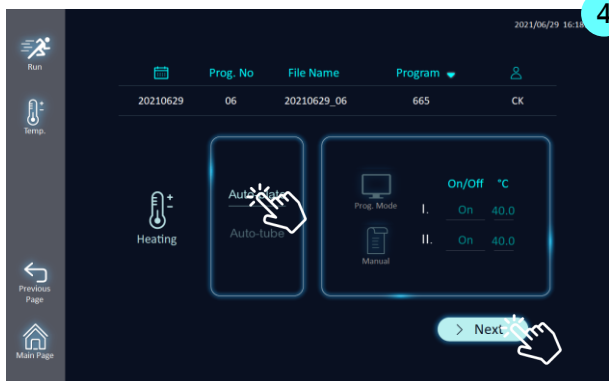 4
2021/06/29 16:18
Run
Prog. No File Name Program
20210629 06 20210629_06 665 CK
Temp.
On/Off °C
Auto-plate
Prog. Mode I. On 40.0
Heating Auto-tube II. On 40.0
Manual
Previous
Page
> Next
Main Page